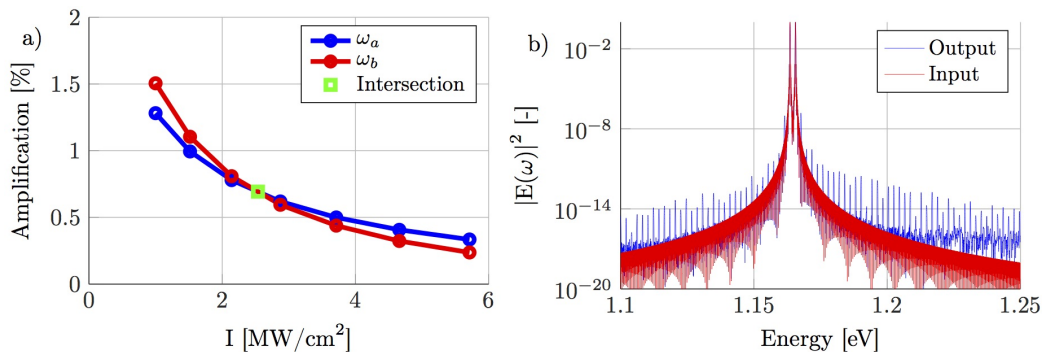 a)
2
1.5
1
0.5
0
Amplification [%]
0
2
4
6
I [MW/cm²]
ωₐ
ω_b
Intersection
b)
10⁻²
10⁻⁸
10⁻¹⁴
10⁻²⁰
|E(ω)|² [-]
1.1
1.15
1.2
1.25
Energy [eV]
Output
Input